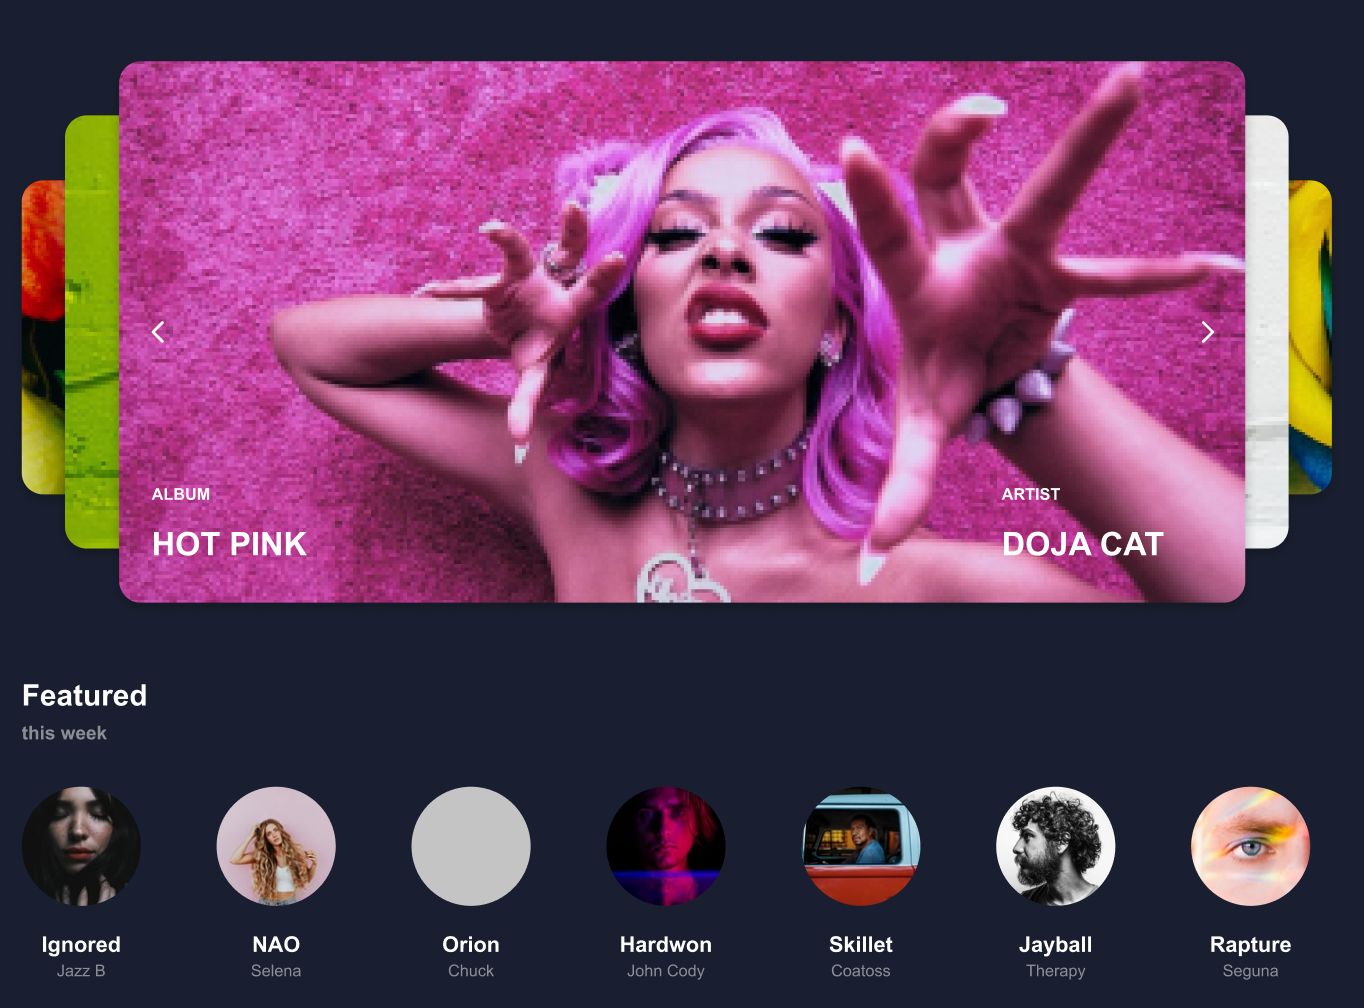 ALBUM
HOT PINK
ARTIST
DOJA CAT
Featured
this week
Ignored
Jazz B
NAO
Selena
Orion
Chuck
Hardwon
John Cody
Skillet
Coatoss
Jayball
Therapy
Rapture
Seguna